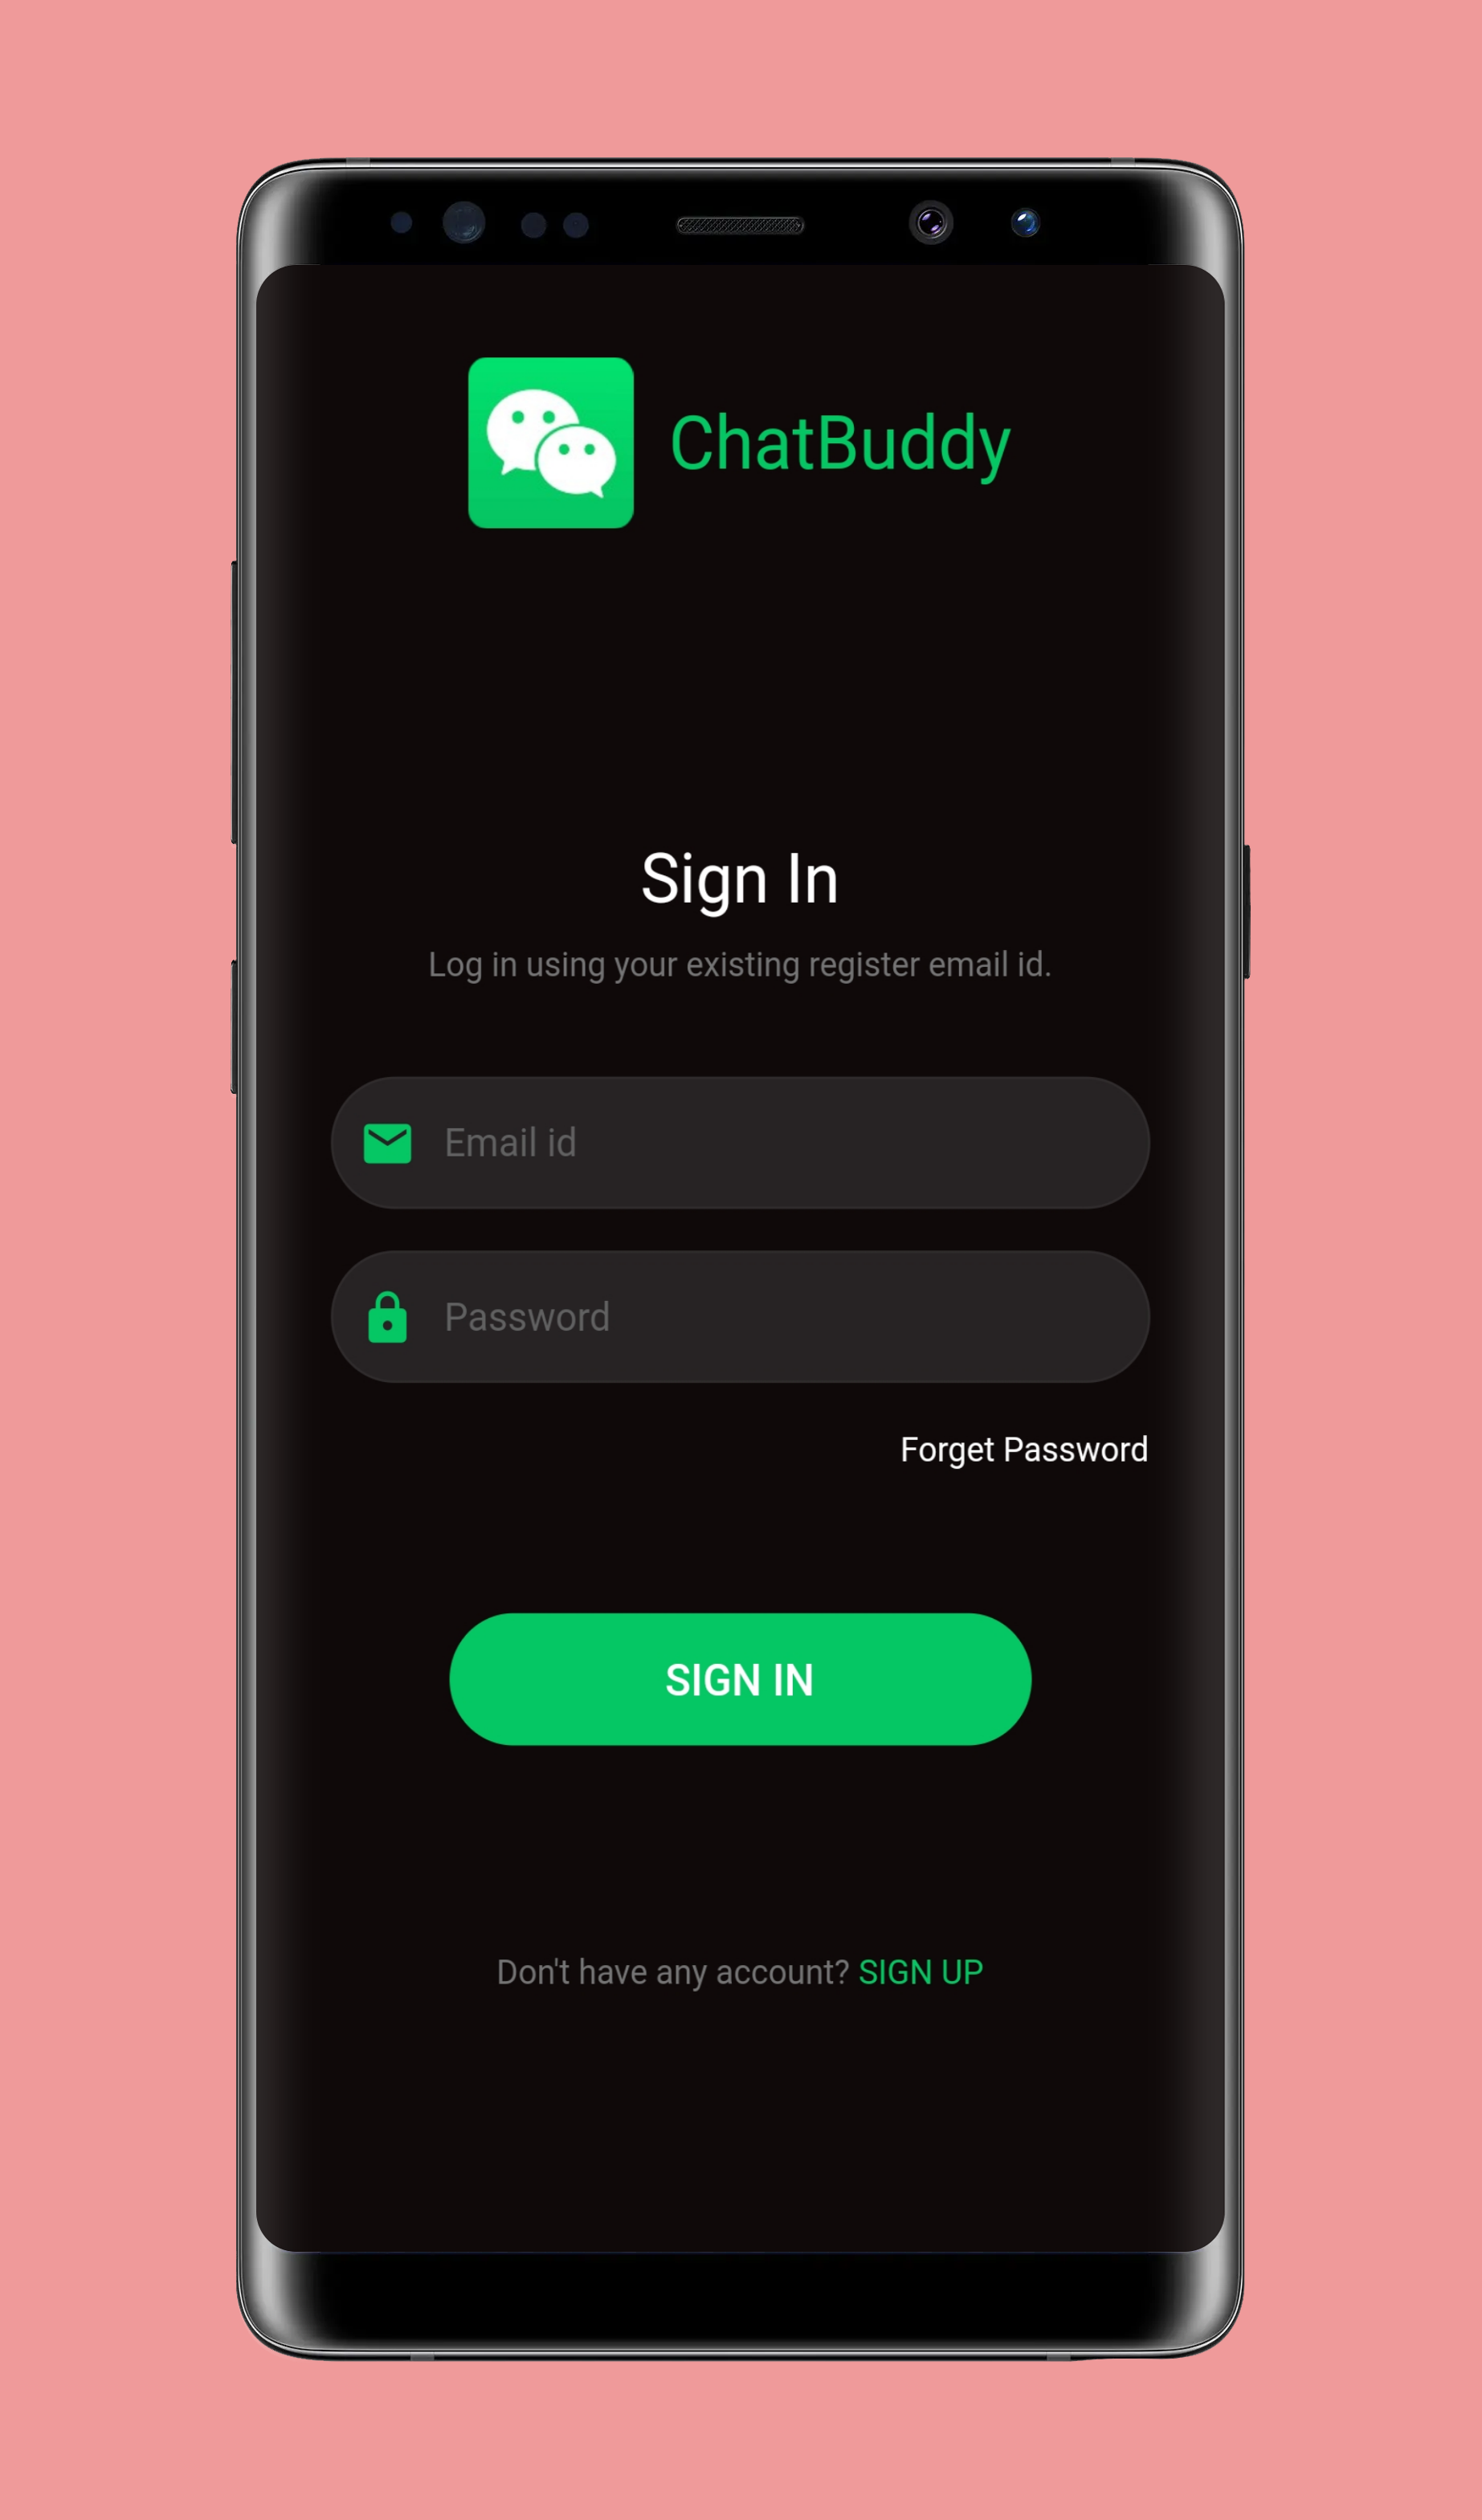 ChatBuddy
Sign In
Log in using your existing register email id.
Email id
Password
Forget Password
SIGN IN
Don't have any account? SIGN UP